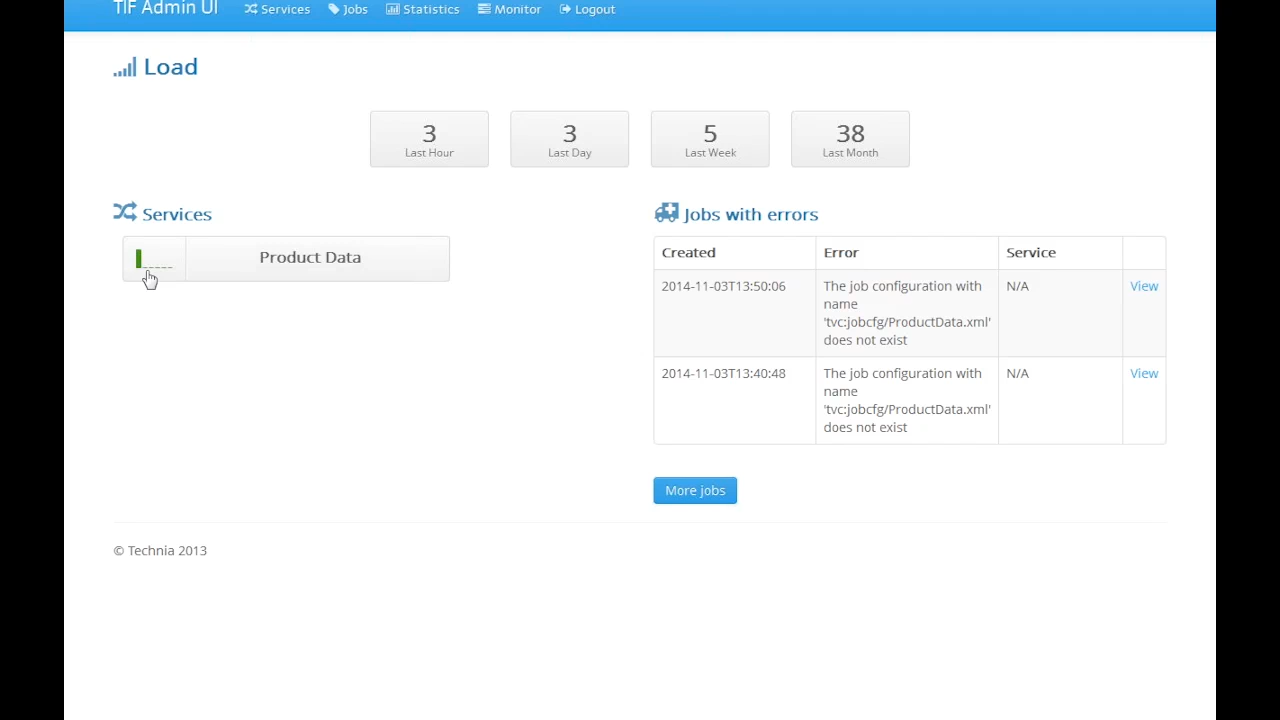 TIF Admin UI Services Jobs Statistics Monitor Logout
Load
3 3 5 38
Last Hour Last Day Last Week Last Month
Services
Product Data
Jobs with errors
Created Error Service
2014-11-03T13:50:06 The job configuration with N/A View
name
'tvc:jobcfg/ProductData.xml'
does not exist
2014-11-03T13:40:48 The job configuration with N/A View
name
'tvc:jobcfg/ProductData.xml'
does not exist
More jobs
© Technia 2013